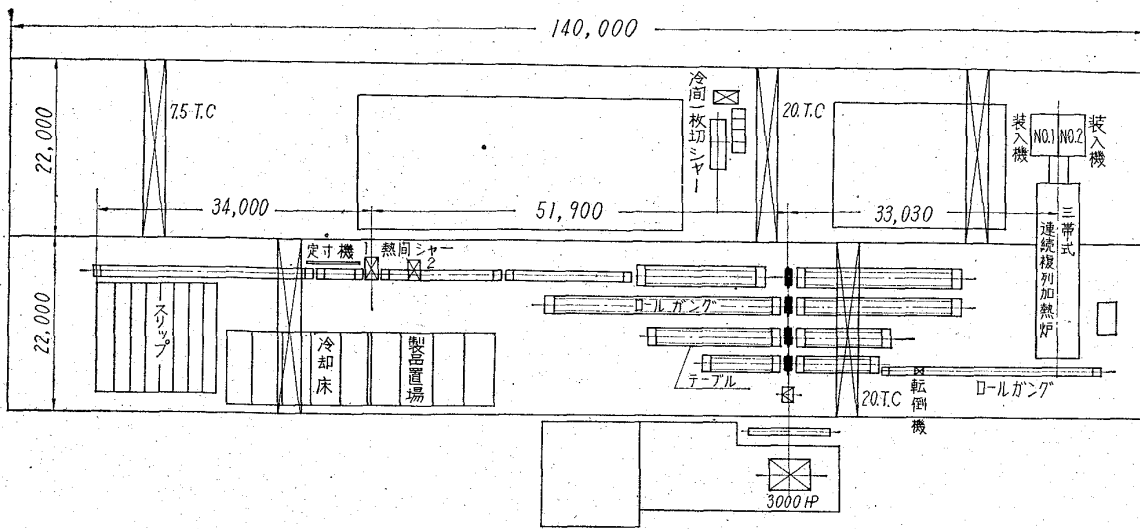 140,000
22,000
7.5.T.C
冷間一枚切シャー
20.T.C
装入機
NO.1
NO.2
装入機
34,000
51,900
33,030
三帯式
連続複列加熱炉
22,000
定寸機
1
熱間シャー
2
ロールガング
スリップ
冷却床
製品置場
テーブル
20.T.C
転倒機
ロールガング
3000 HP